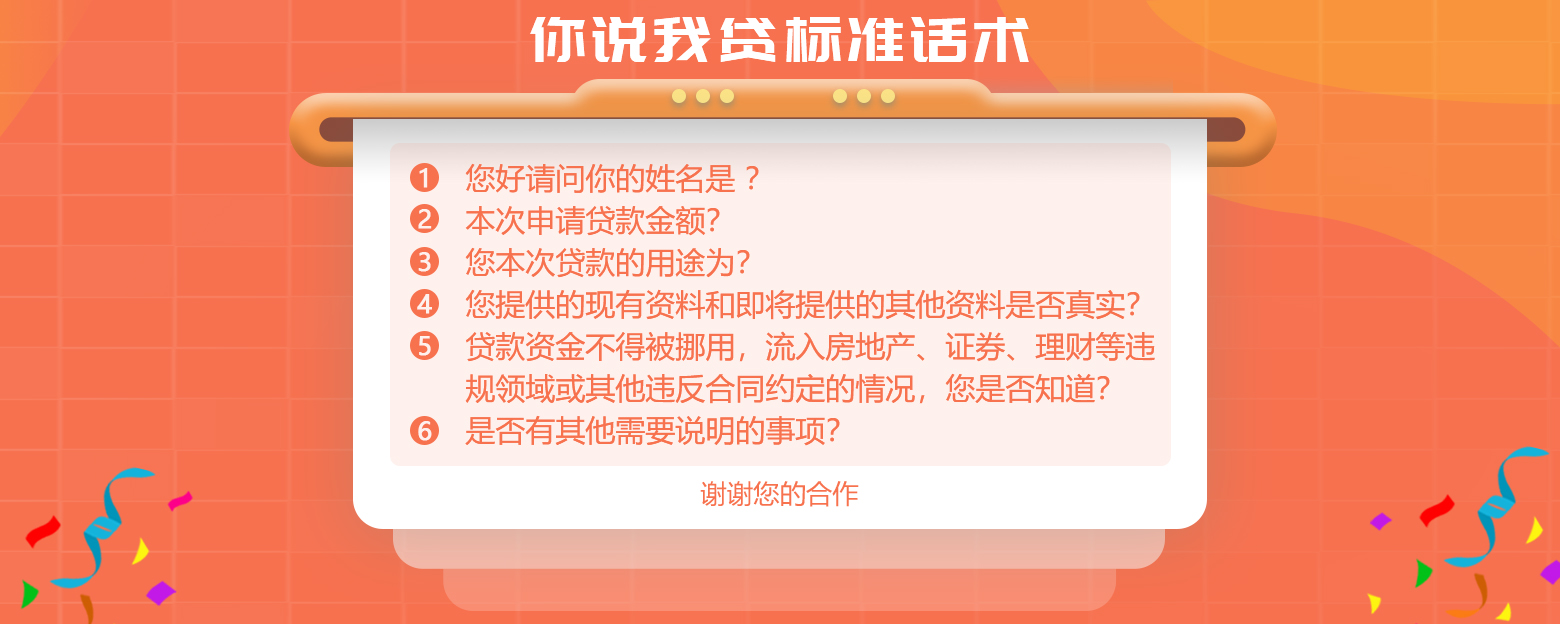 你说我贷标准话术
1 您好请问你的姓名是？
2 本次申请贷款金额？
3 您本次贷款的用途为？
4 您提供的现有资料和即将提供的其他资料是否真实？
5 贷款资金不得被挪用，流入房地产、证券、理财等违
规领域或其他违反合同约定的情况，您是否知道？
6 是否有其他需要说明的事项？
谢谢您的合作